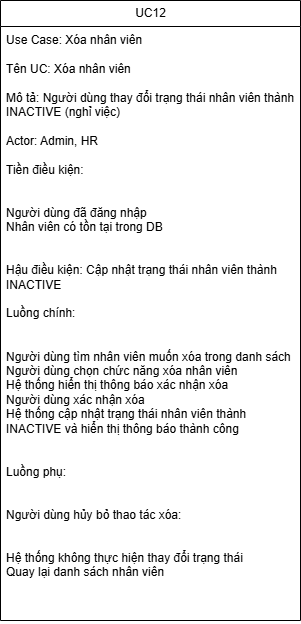 UC12
Use Case: Xóa nhân viên
Tên UC: Xóa nhân viên
Mô tả: Người dùng thay đổi trạng thái nhân viên thành
INACTIVE (nghỉ việc)
Actor: Admin, HR
Tiền điều kiện:
Người dùng đã đăng nhập
Nhân viên có tồn tại trong DB
Hậu điều kiện: Cập nhật trạng thái nhân viên thành
INACTIVE
Luồng chính:
Người dùng tìm nhân viên muốn xóa trong danh sách
Người dùng chọn chức năng xóa nhân viên
Hệ thống hiển thị thông báo xác nhận xóa
Người dùng xác nhận xóa
Hệ thống cập nhật trạng thái nhân viên thành
INACTIVE và hiển thị thông báo thành công
Luồng phụ:
Người dùng hủy bỏ thao tác xóa:
Hệ thống không thực hiện thay đổi trạng thái
Quay lại danh sách nhân viên